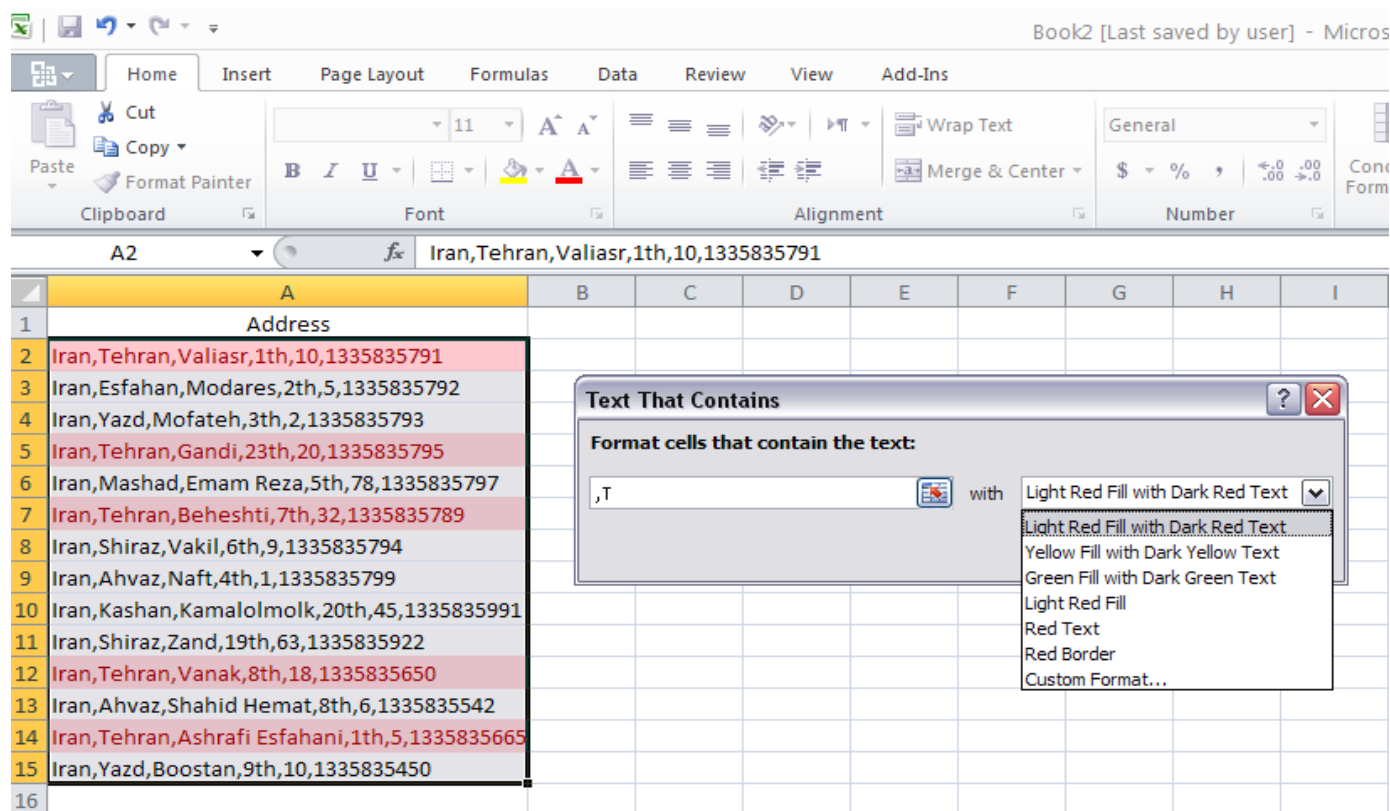 Book2 [Last saved by user] - Micros
Home Insert Page Layout Formulas Data Review View Add-Ins
Cut
Copy
Format Painter
Paste
11 A A
Wrap Text
General
B I U A
Merge & Center
$ % , .0 .00 .00 .0
Conc
Form
Clipboard Font Alignment Number
A2 fx Iran,Tehran,Valiasr,1th,10,1335835791
A B C D E F G H I
1 Address
2 Iran,Tehran,Valiasr,1th,10,1335835791
3 Iran,Esfahan,Modares,2th,5,1335835792
4 Iran,Yazd,Mofateh,3th,2,1335835793
5 Iran,Tehran,Gandi,23th,20,1335835795
6 Iran,Mashad,Emam Reza,5th,78,1335835797
7 Iran,Tehran,Beheshti,7th,32,1335835789
8 Iran,Shiraz,Vakil,6th,9,1335835794
9 Iran,Ahvaz,Naft,4th,1,1335835799
10 Iran,Kashan,Kamalolmolk,20th,45,1335835991
11 Iran,Shiraz,Zand,19th,63,1335835922
12 Iran,Tehran,Vanak,8th,18,1335835650
13 Iran,Ahvaz,Shahid Hemat,8th,6,1335835542
14 Iran,Tehran,Ashrafi Esfahani,1th,5,1335835665
15 Iran,Yazd,Boostan,9th,10,1335835450
16
Text That Contains ?
Format cells that contain the text:
,T with Light Red Fill with Dark Red Text
Light Red Fill with Dark Red Text
Yellow Fill with Dark Yellow Text
Green Fill with Dark Green Text
Light Red Fill
Red Text
Red Border
Custom Format...